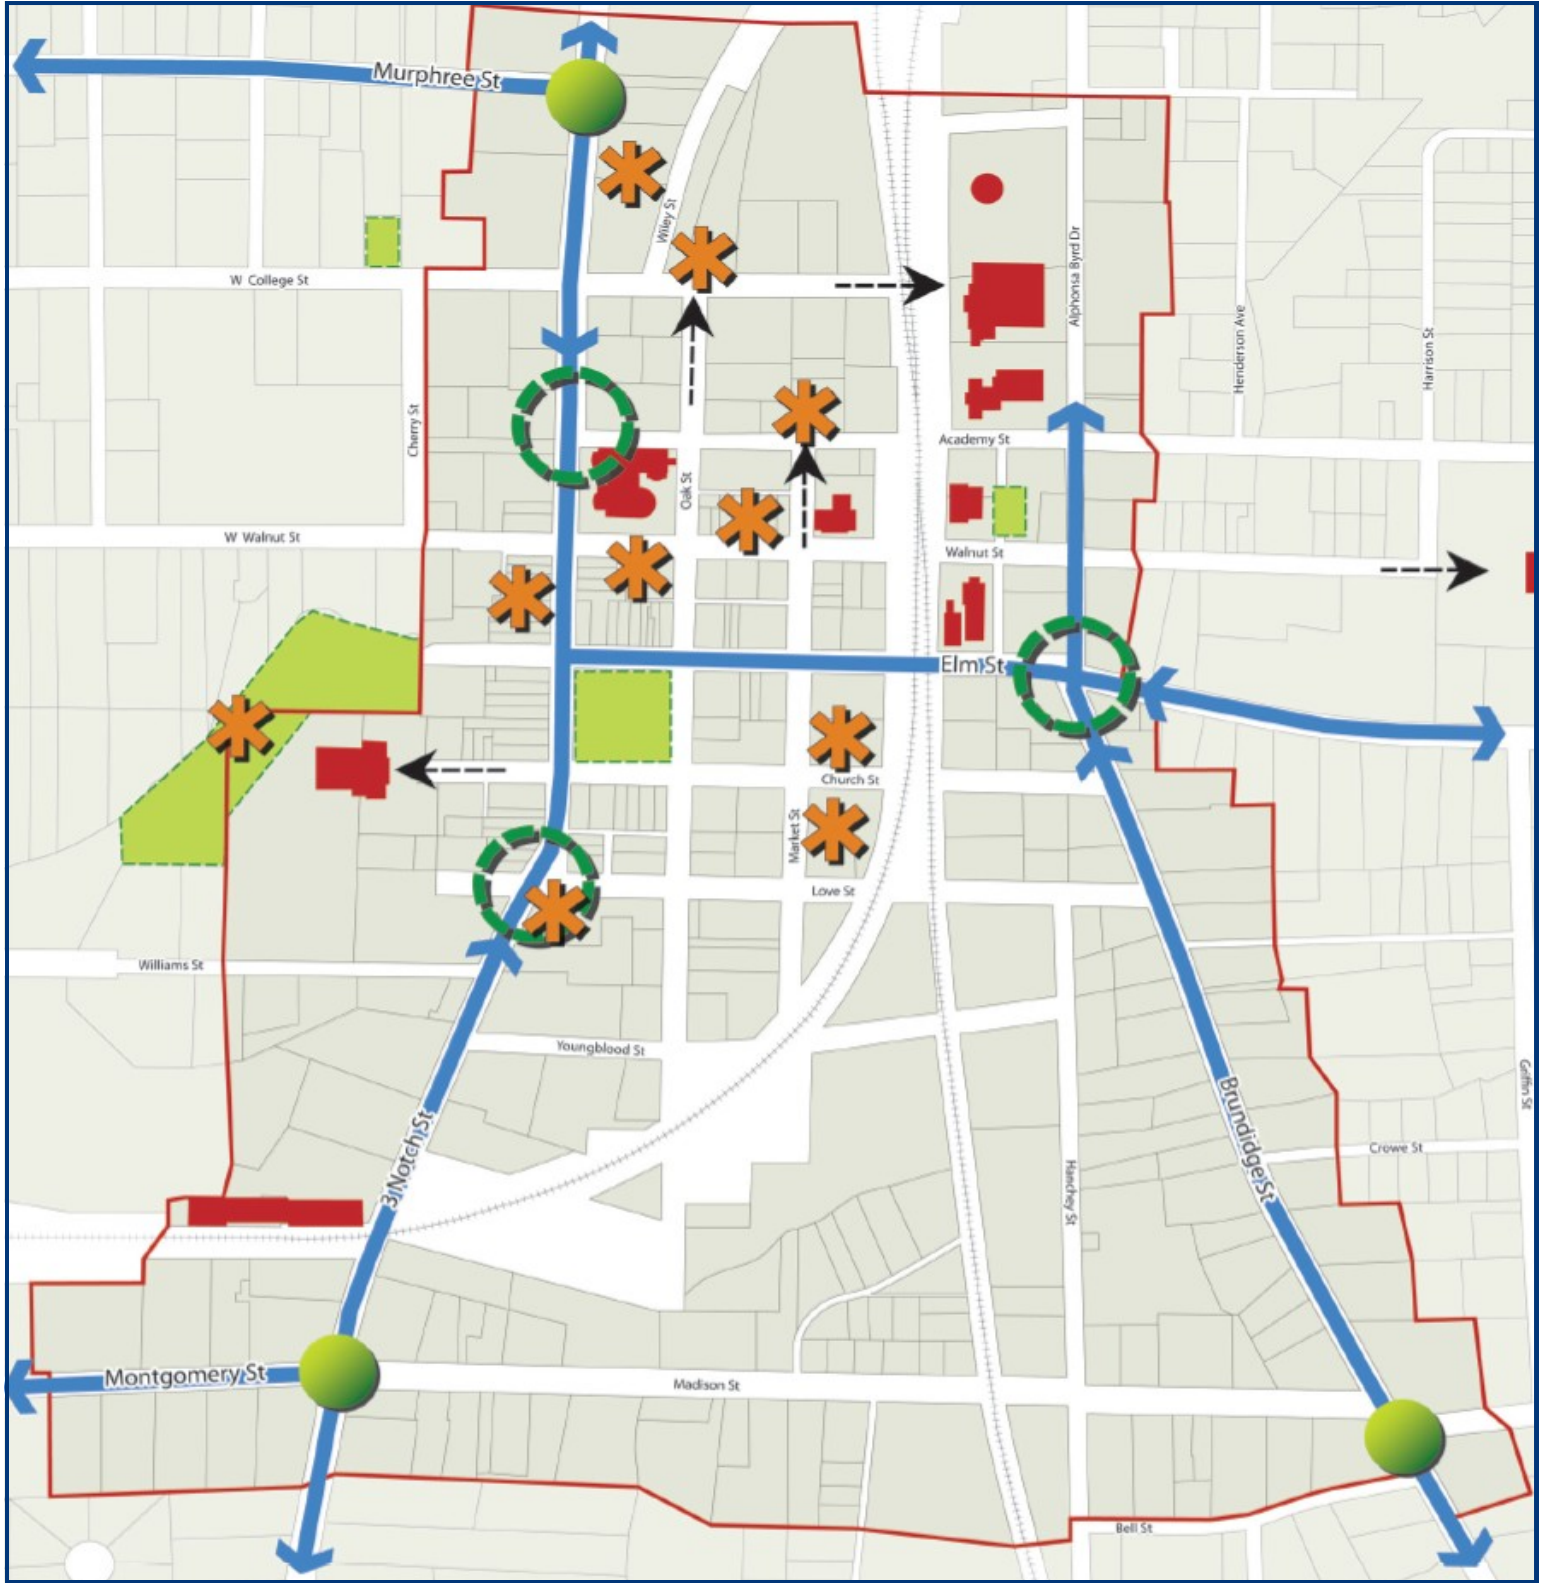 Murphree St
Wiley St
Alphonsa Byrd Dr
W College St
Henderson Ave
Harrison St
Cherry St
Academy St
Oak St
W Walnut St
Walnut St
Elm St
Church St
Market St
Love St
Williams St
Youngblood St
Griffin St
3 Notch St
Brundidge St
Crowe St
Hanchey St
Montgomery St
Madison St
Bell St